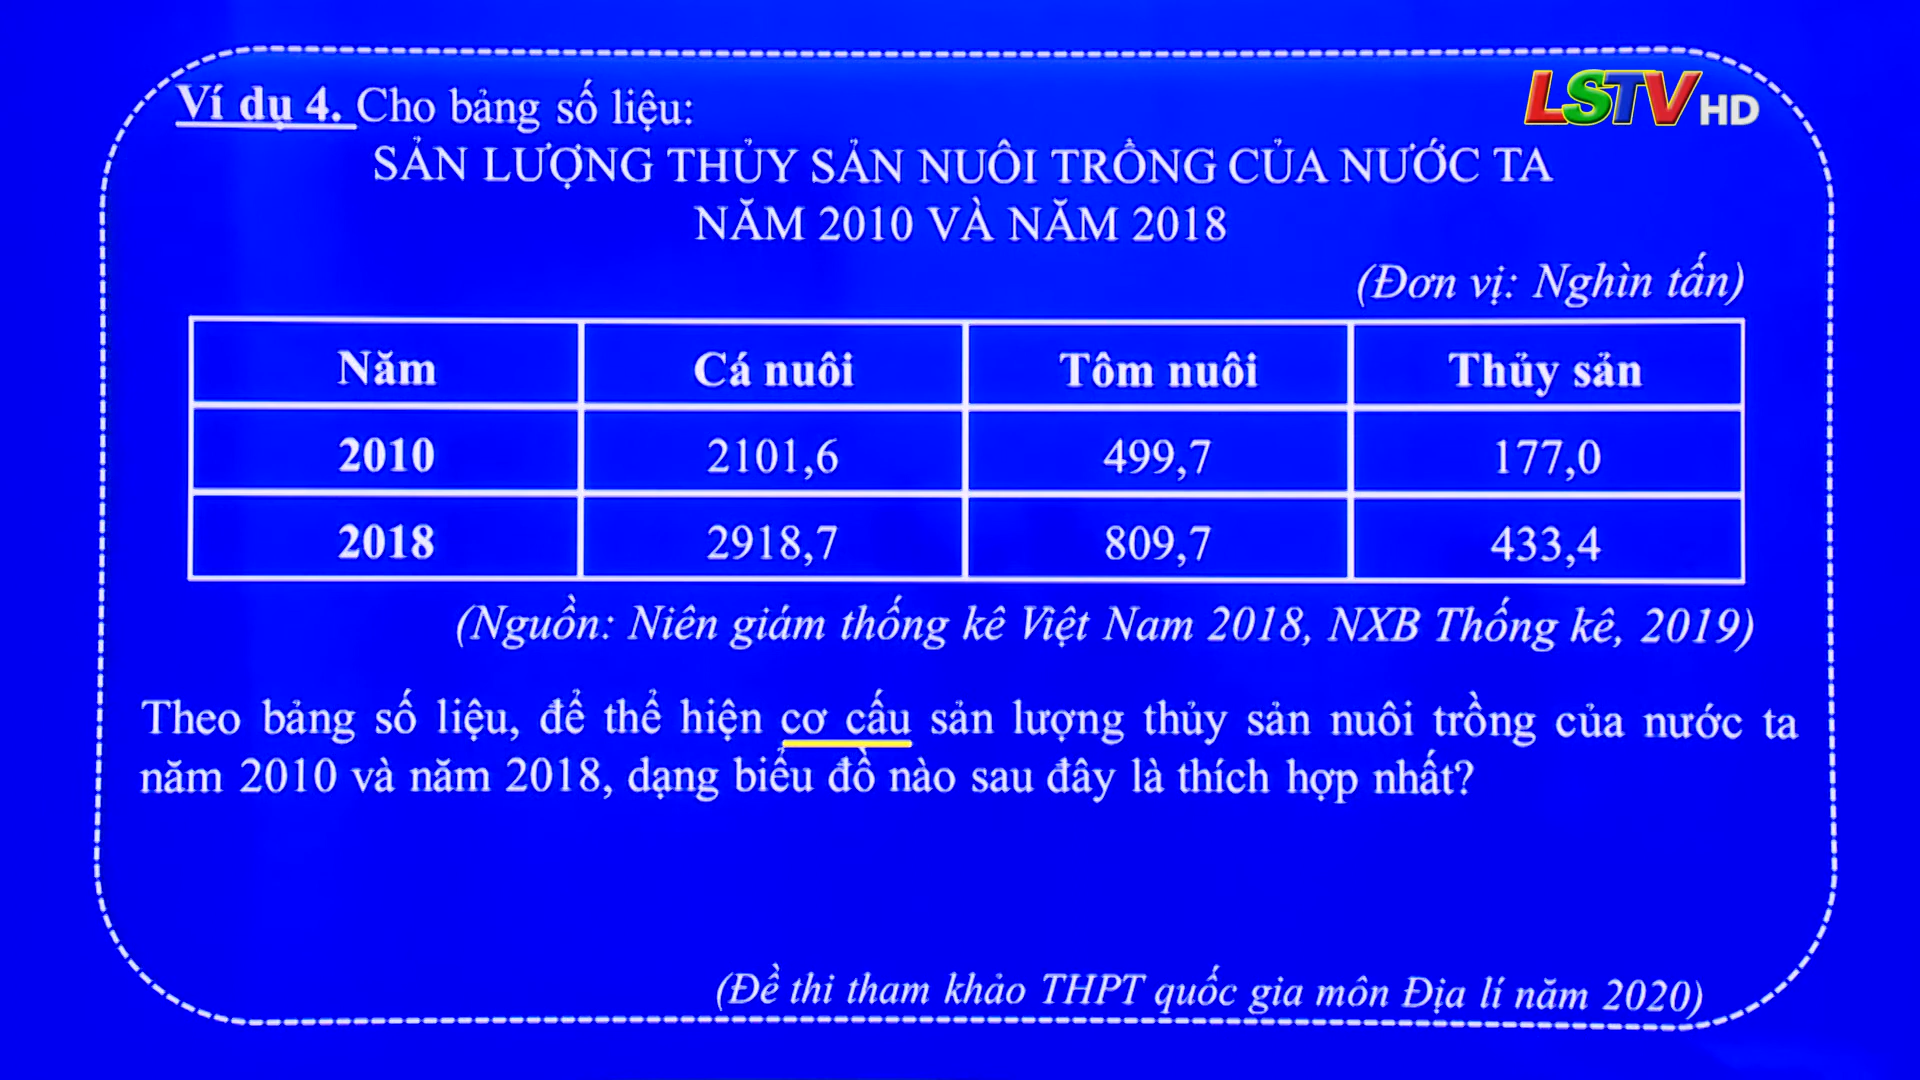 Ví dụ 4. Cho bảng số liệu:
LSTV HD
SẢN LƯỢNG THỦY SẢN NUÔI TRỒNG CỦA NƯỚC TA
NĂM 2010 VÀ NĂM 2018
(Đơn vị: Nghìn tấn)
Năm Cá nuôi Tôm nuôi Thủy sản
2010 2101,6 499,7 177,0
2018 2918,7 809,7 433,4
(Nguồn: Niên giám thống kê Việt Nam 2018, NXB Thống kê, 2019)
Theo bảng số liệu, để thể hiện cơ cấu sản lượng thủy sản nuôi trồng của nước ta
năm 2010 và năm 2018, dạng biểu đồ nào sau đây là thích hợp nhất?
(Đề thi tham khảo THPT quốc gia môn Địa lí năm 2020)